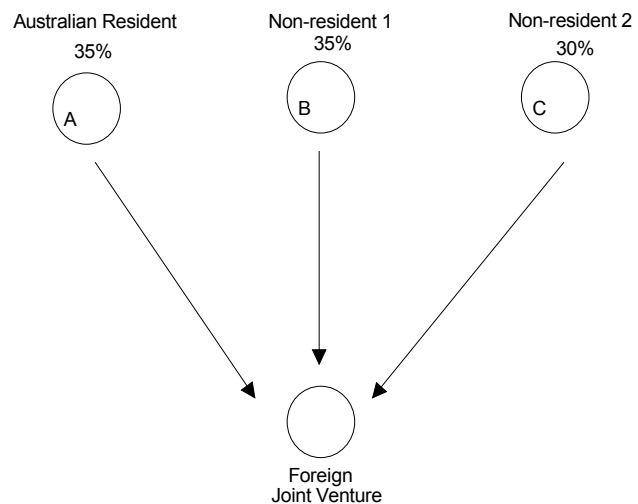 Australian Resident
35%
Non-resident 1
35%
Non-resident 2
30%
A
B
C
Foreign
Joint Venture